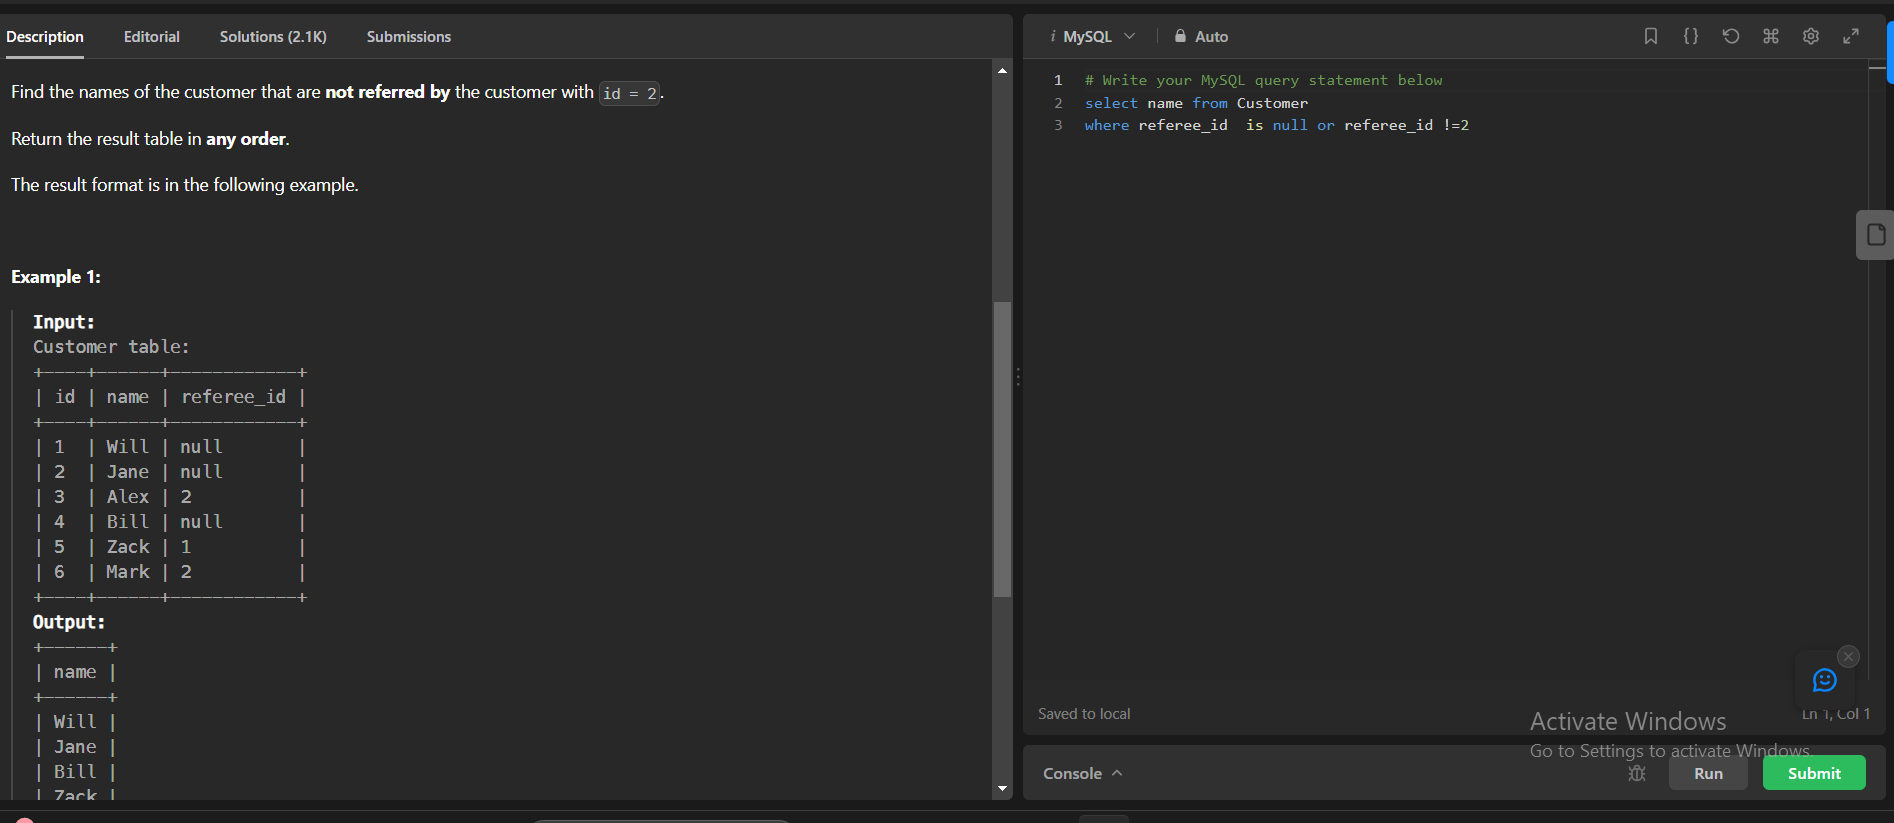 Description Editorial Solutions (2.1K) Submissions
Find the names of the customer that are not referred by the customer with id = 2.
Return the result table in any order.
The result format is in the following example.
Example 1:
Input:
Customer table:
+----+------+------------+
| id | name | referee_id |
+----+------+------------+
| 1 | Will | null |
| 2 | Jane | null |
| 3 | Alex | 2 |
| 4 | Bill | null |
| 5 | Zack | 1 |
| 6 | Mark | 2 |
+----+------+------------+
Output:
+------+
| name |
+------+
| Will |
| Jane |
| Bill |
| Zack |
i MySQL Auto
{}
1 # Write your MySQL query statement below
2 select name from Customer
3 where referee_id  is null or referee_id !=2
Saved to local
Ln 1, Col 1
Activate Windows
Go to Settings to activate Windows.
Console
Run
Submit